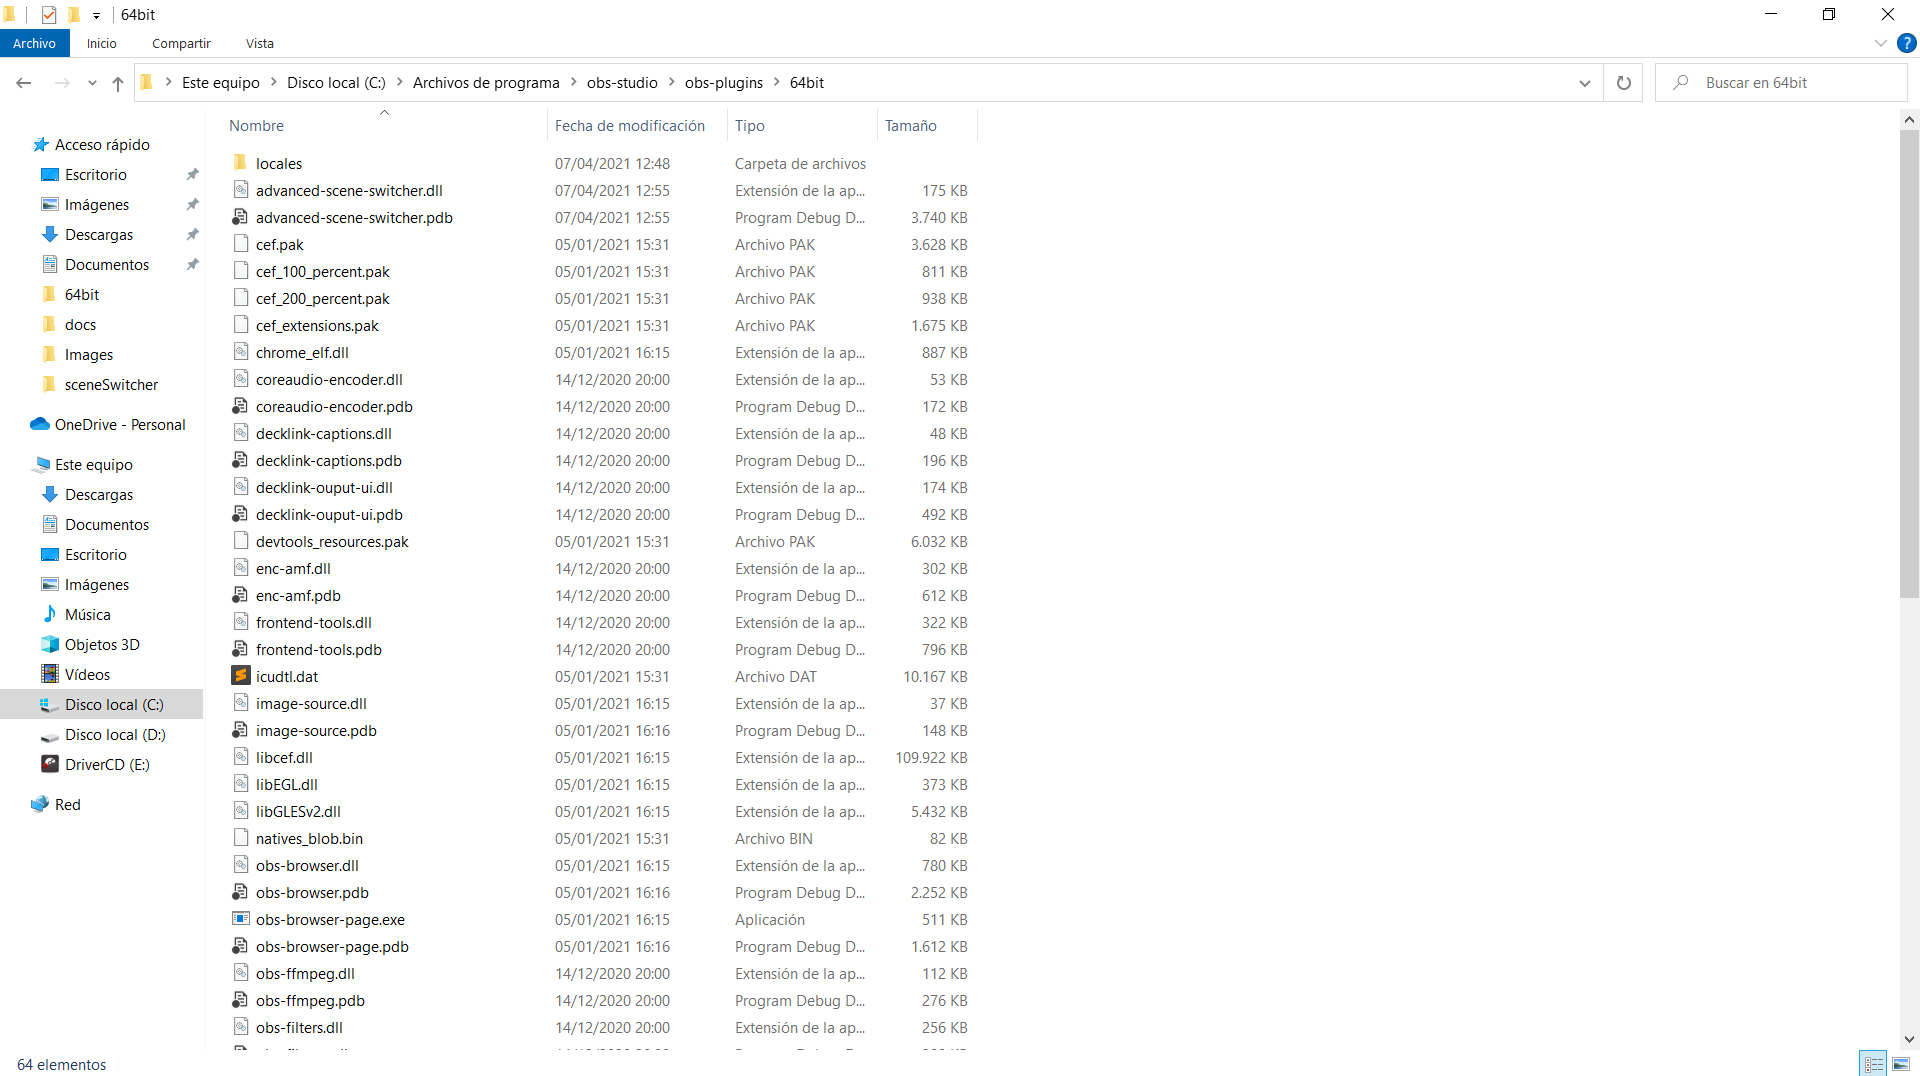 64bit
Archivo Inicio Compartir Vista
Este equipo Disco local (C:) Archivos de programa obs-studio obs-plugins 64bit
Buscar en 64bit
Acceso rápido
Escritorio
Imágenes
Descargas
Documentos
64bit
docs
Images
sceneSwitcher
OneDrive - Personal
Este equipo
Descargas
Documentos
Escritorio
Imágenes
Música
Objetos 3D
Vídeos
Disco local (C:)
Disco local (D:)
DriverCD (E:)
Red
Nombre Fecha de modificación Tipo Tamaño
locales 07/04/2021 12:48 Carpeta de archivos
advanced-scene-switcher.dll 07/04/2021 12:55 Extensión de la ap... 175 KB
advanced-scene-switcher.pdb 07/04/2021 12:55 Program Debug D... 3.740 KB
cef.pak 05/01/2021 15:31 Archivo PAK 3.628 KB
cef_100_percent.pak 05/01/2021 15:31 Archivo PAK 811 KB
cef_200_percent.pak 05/01/2021 15:31 Archivo PAK 938 KB
cef_extensions.pak 05/01/2021 15:31 Archivo PAK 1.675 KB
chrome_elf.dll 05/01/2021 16:15 Extensión de la ap... 887 KB
coreaudio-encoder.dll 14/12/2020 20:00 Extensión de la ap... 53 KB
coreaudio-encoder.pdb 14/12/2020 20:00 Program Debug D... 172 KB
decklink-captions.dll 14/12/2020 20:00 Extensión de la ap... 48 KB
decklink-captions.pdb 14/12/2020 20:00 Program Debug D... 196 KB
decklink-ouput-ui.dll 14/12/2020 20:00 Extensión de la ap... 174 KB
decklink-ouput-ui.pdb 14/12/2020 20:00 Program Debug D... 492 KB
devtools_resources.pak 05/01/2021 15:31 Archivo PAK 6.032 KB
enc-amf.dll 14/12/2020 20:00 Extensión de la ap... 302 KB
enc-amf.pdb 14/12/2020 20:00 Program Debug D... 612 KB
frontend-tools.dll 14/12/2020 20:00 Extensión de la ap... 322 KB
frontend-tools.pdb 14/12/2020 20:00 Program Debug D... 796 KB
icudtl.dat 05/01/2021 15:31 Archivo DAT 10.167 KB
image-source.dll 05/01/2021 16:15 Extensión de la ap... 37 KB
image-source.pdb 05/01/2021 16:16 Program Debug D... 148 KB
libcef.dll 05/01/2021 16:15 Extensión de la ap... 109.922 KB
libEGL.dll 05/01/2021 16:15 Extensión de la ap... 373 KB
libGLESv2.dll 05/01/2021 16:15 Extensión de la ap... 5.432 KB
natives_blob.bin 05/01/2021 15:31 Archivo BIN 82 KB
obs-browser.dll 05/01/2021 16:15 Extensión de la ap... 780 KB
obs-browser.pdb 05/01/2021 16:16 Program Debug D... 2.252 KB
obs-browser-page.exe 05/01/2021 16:15 Aplicación 511 KB
obs-browser-page.pdb 05/01/2021 16:16 Program Debug D... 1.612 KB
obs-ffmpeg.dll 14/12/2020 20:00 Extensión de la ap... 112 KB
obs-ffmpeg.pdb 14/12/2020 20:00 Program Debug D... 276 KB
obs-filters.dll 14/12/2020 20:00 Extensión de la ap... 256 KB
64 elementos